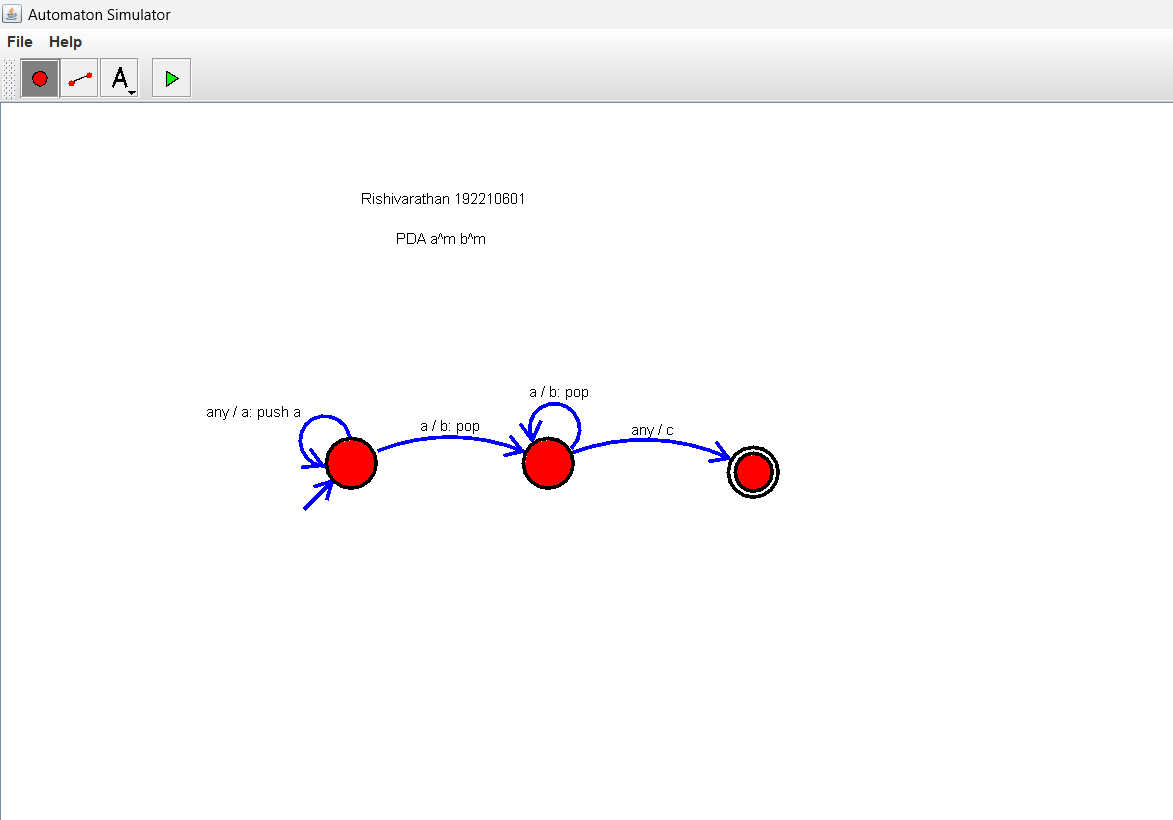 Automaton Simulator
File Help
A
Rishivarathan 192210601
PDA a^m b^m
a / b: pop
any / a: push a
a / b: pop
any / c